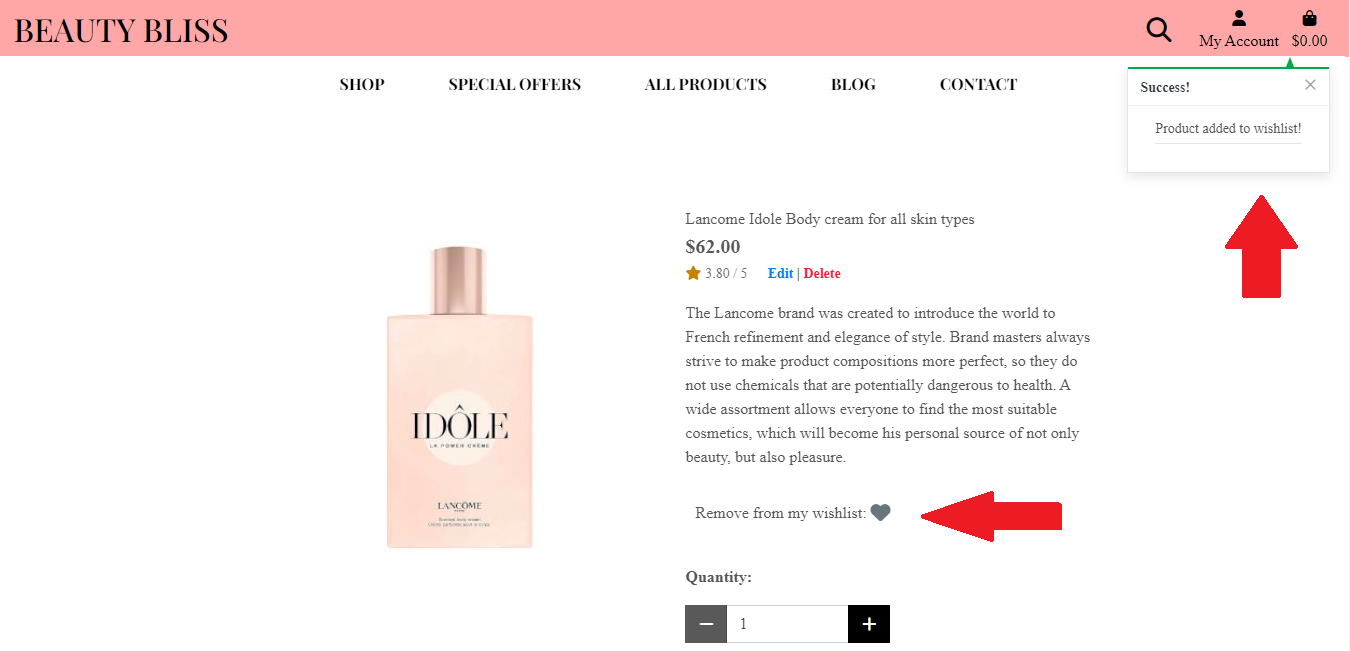 BEAUTY BLISS
My Account $0.00
SHOP SPECIAL OFFERS ALL PRODUCTS BLOG CONTACT
Success!
Product added to wishlist!
Lancome Idole Body cream for all skin types
$62.00
3.80 / 5 Edit | Delete
The Lancome brand was created to introduce the world to
French refinement and elegance of style. Brand masters always
strive to make product compositions more perfect, so they do
not use chemicals that are potentially dangerous to health. A
wide assortment allows everyone to find the most suitable
cosmetics, which will become his personal source of not only
beauty, but also pleasure.
IDÔLE
LA POWER CRÈME
LANCÔME
Remove from my wishlist:
Quantity:
1